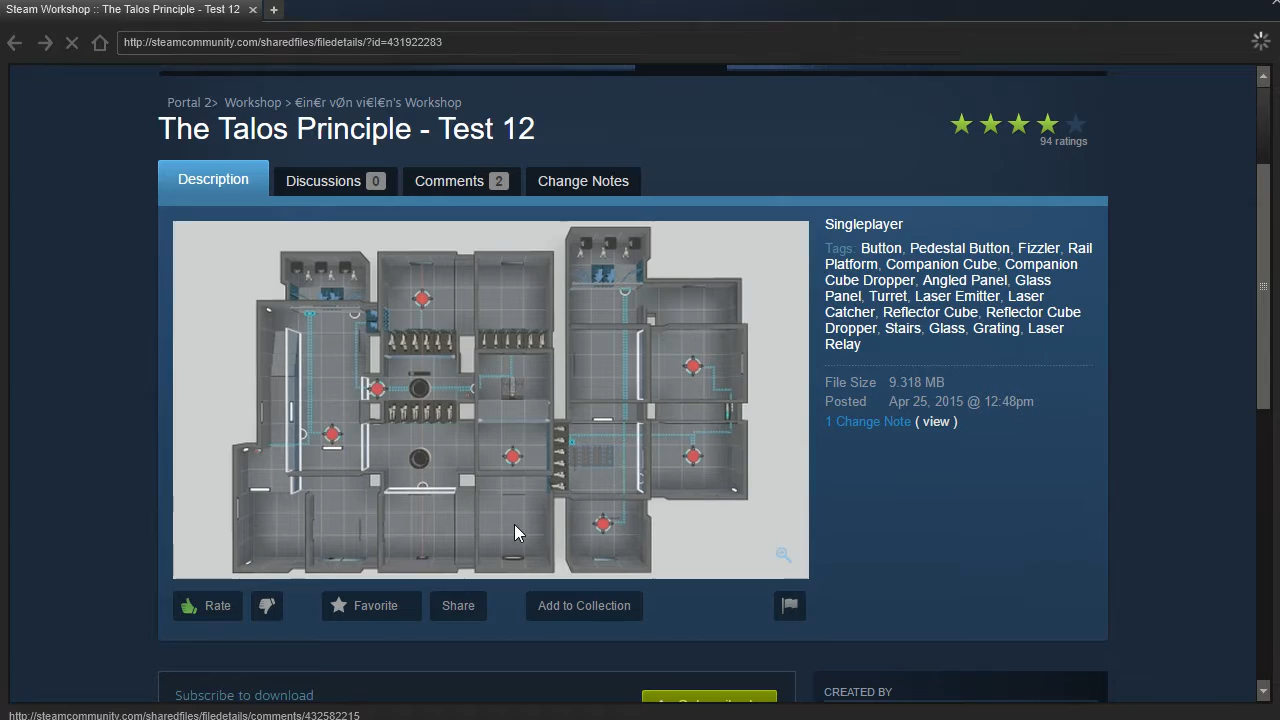 Steam Workshop :: The Talos Principle - Test 12
http://steamcommunity.com/sharedfiles/filedetails/?id=431922283
Portal 2> Workshop > €in€r vØn vi€l€n's Workshop
The Talos Principle - Test 12
94 ratings
Description
Discussions 0
Comments 2
Change Notes
Singleplayer
Tags Button, Pedestal Button, Fizzler, Rail
Platform, Companion Cube, Companion
Cube Dropper, Angled Panel, Glass
Panel, Turret, Laser Emitter, Laser
Catcher, Reflector Cube, Reflector Cube
Dropper, Stairs, Glass, Grating, Laser
Relay
File Size 9.318 MB
Posted Apr 25, 2015 @ 12:48pm
1 Change Note ( view )
Rate
Favorite
Share
Add to Collection
Subscribe to download
CREATED BY
http://steamcommunity.com/sharedfiles/filedetails/comments/432582215